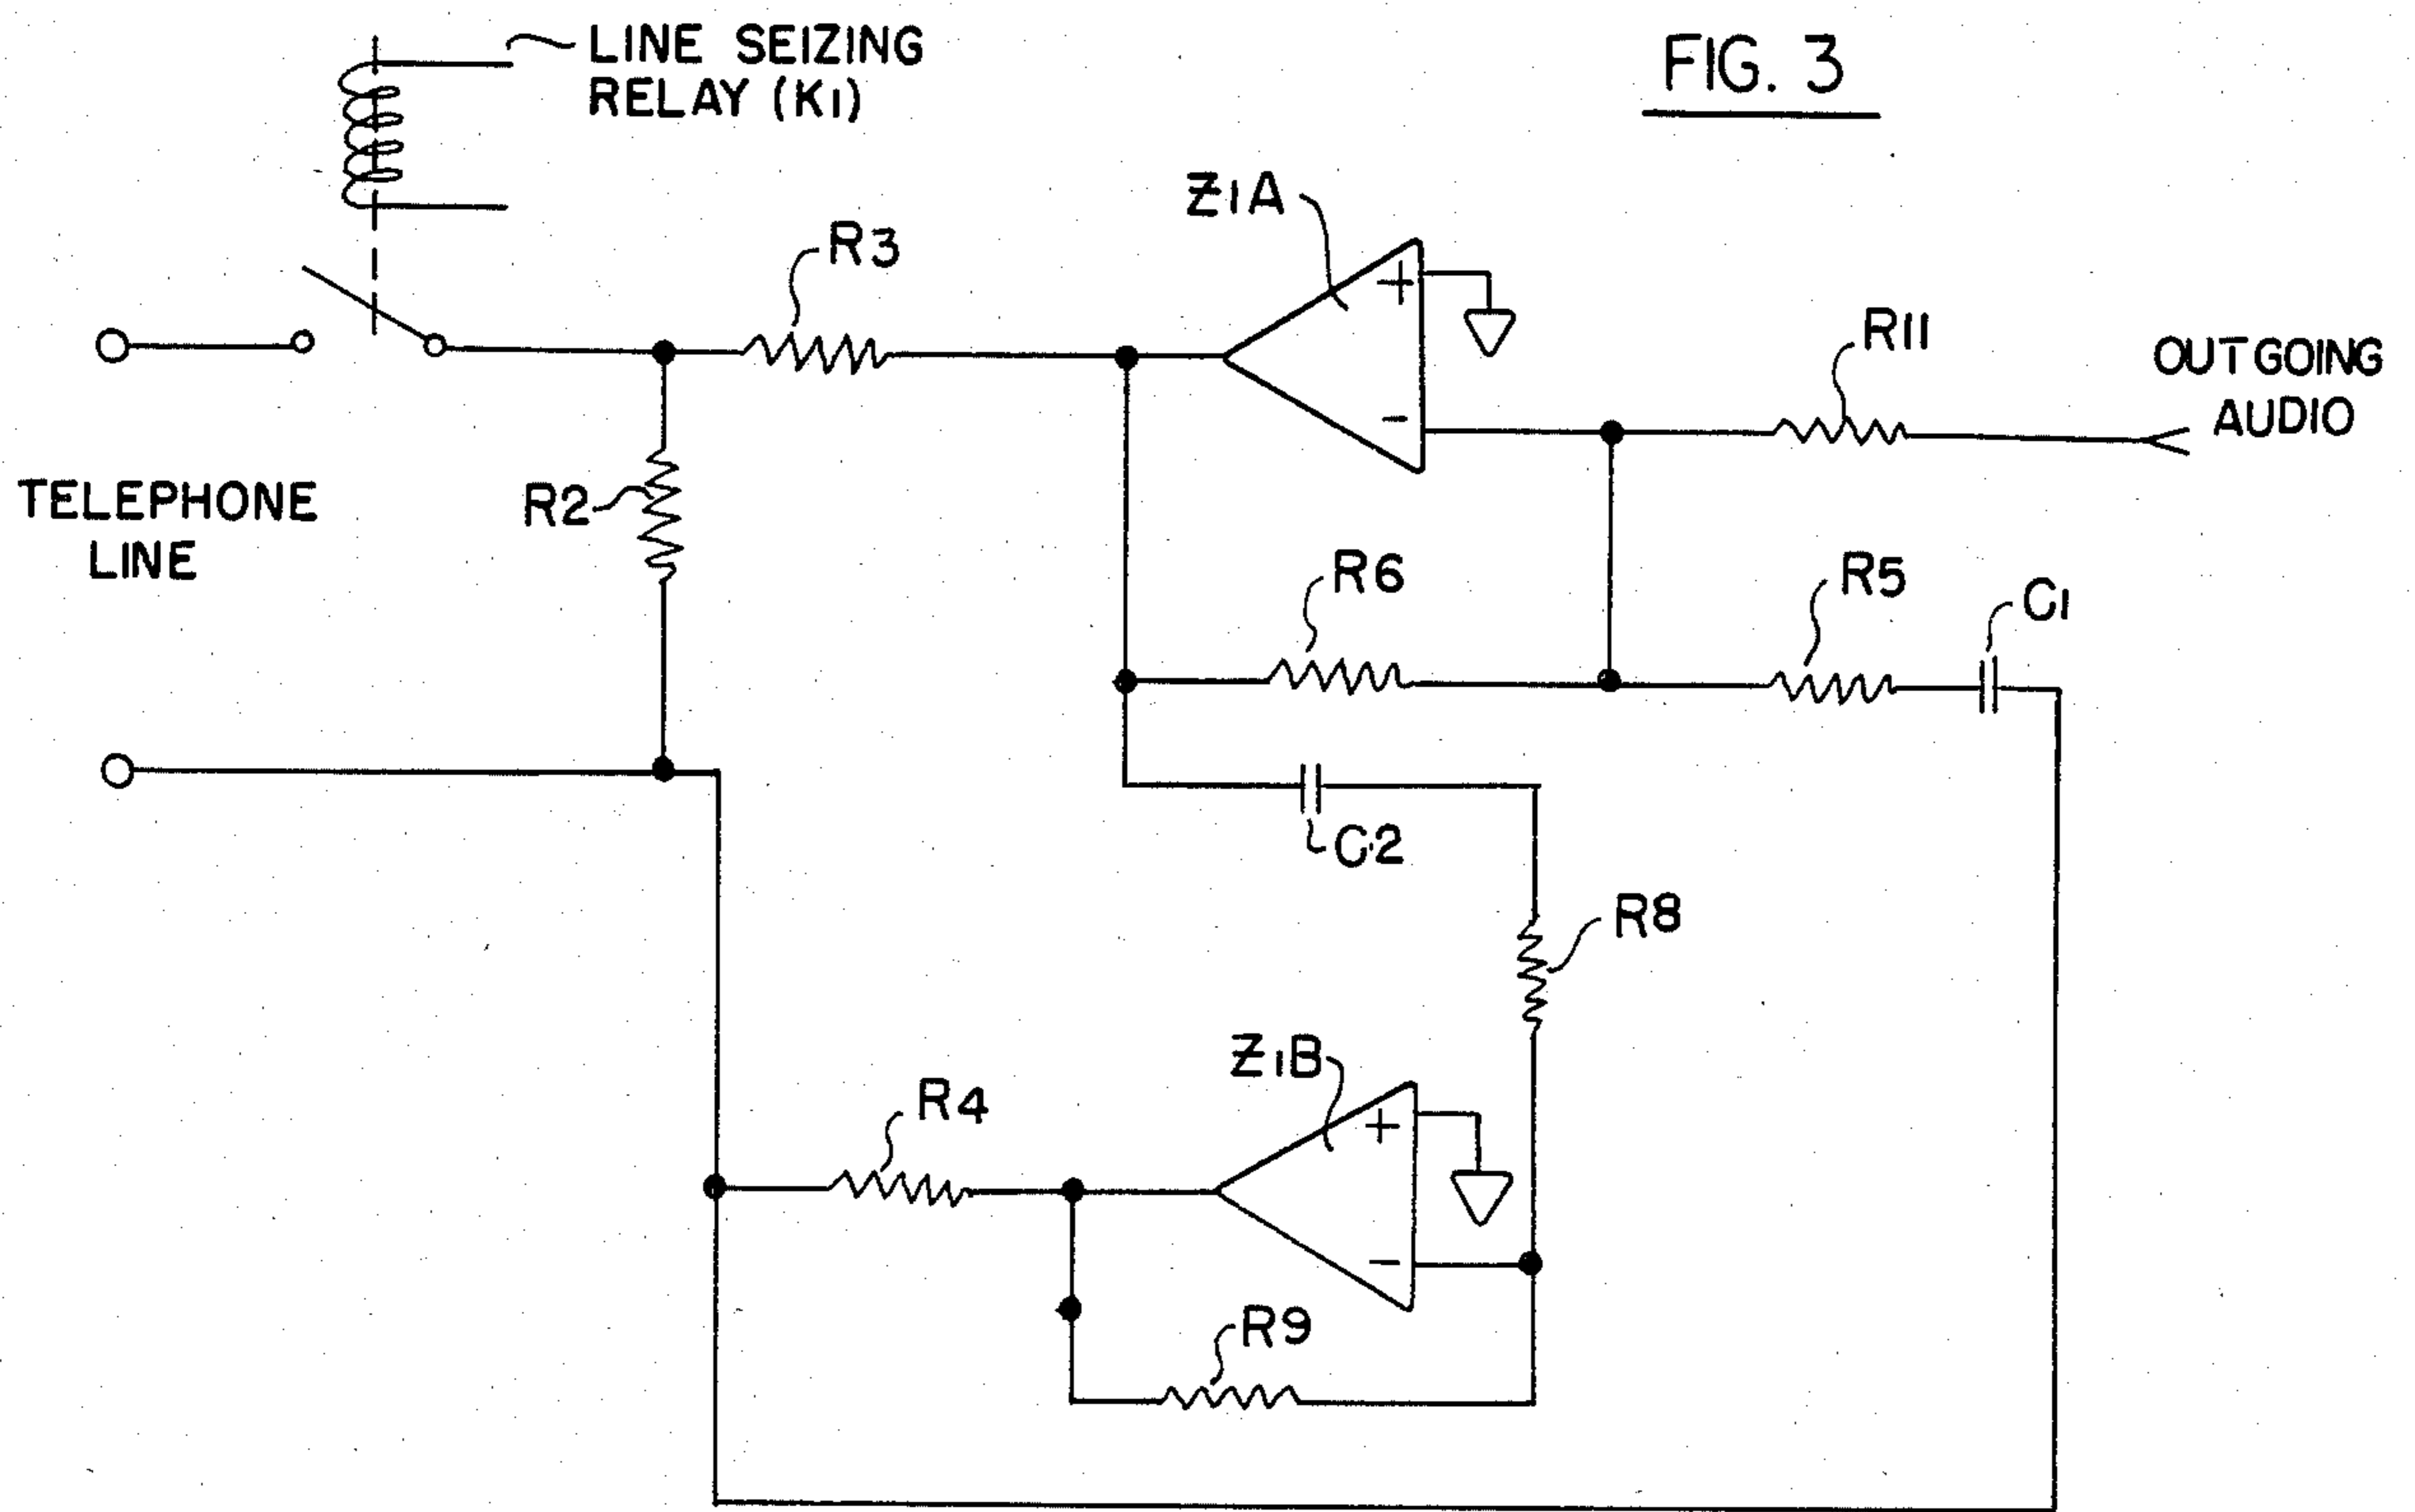 LINE SEIZING
RELAY (K1)
FIG. 3
Z1A
R3
+
R11
OUTGOING
AUDIO
-
TELEPHONE
LINE
R2
R6
R5
C1
C2
R8
Z1B
R4
+
-
R9